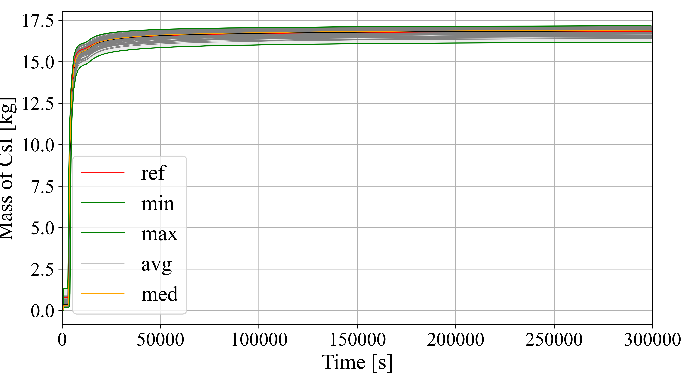 17.5
15.0
12.5
10.0
7.5
5.0
2.5
0.0
Mass of CsI [kg]
ref
min
max
avg
med
0
50000
100000
150000
200000
250000
300000
Time [s]